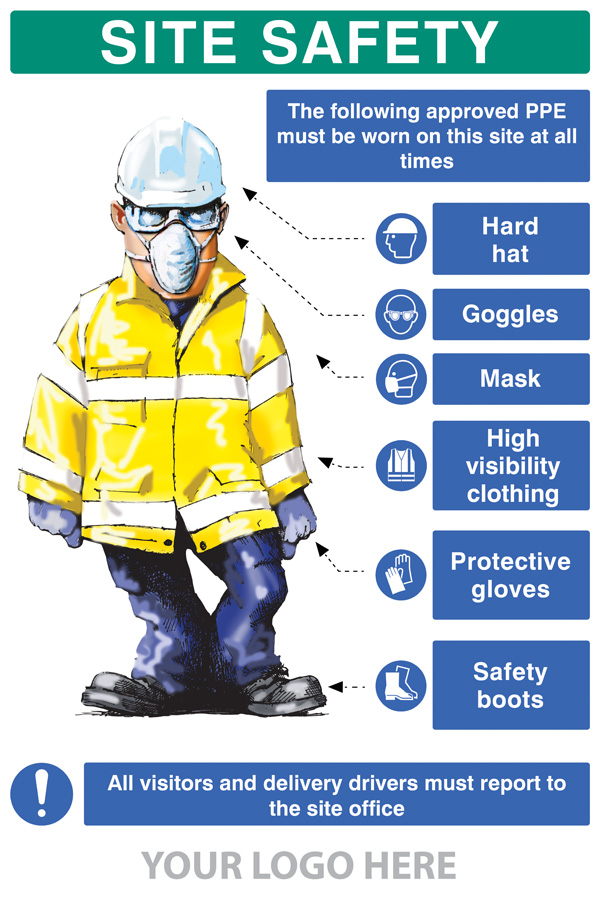 SITE SAFETY
The following approved PPE
must be worn on this site at all
times
Hard
hat
Goggles
Mask
High
visibility
clothing
Protective
gloves
Safety
boots
!
All visitors and delivery drivers must report to
the site office
YOUR LOGO HERE